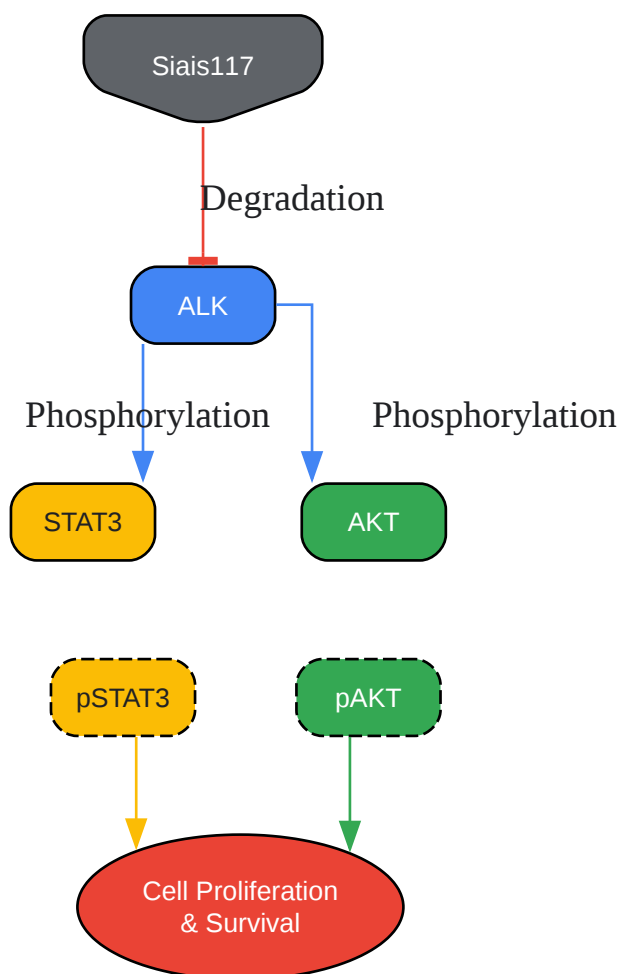 Siais117
Degradation
ALK
Phosphorylation
Phosphorylation
STAT3
AKT
pSTAT3
pAKT
Cell Proliferation
& Survival